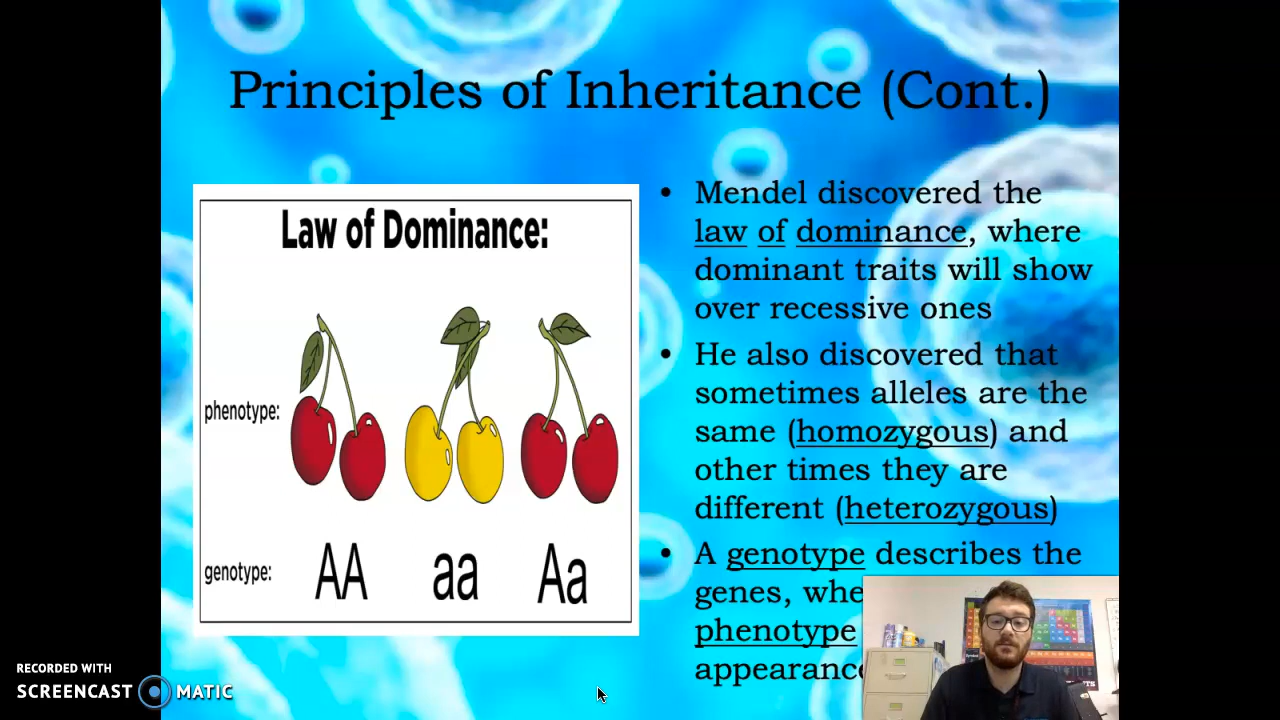 Principles of Inheritance (Cont.)
Law of Dominance:
phenotype:
genotype:
AA
aa
Aa
• Mendel discovered the
law of dominance, where
dominant traits will show
over recessive ones
• He also discovered that
sometimes alleles are the
same (homozygous) and
other times they are
different (heterozygous)
• A genotype describes the
genes, whe
phenotype
appearance
RECORDED WITH
SCREENCAST MATIC